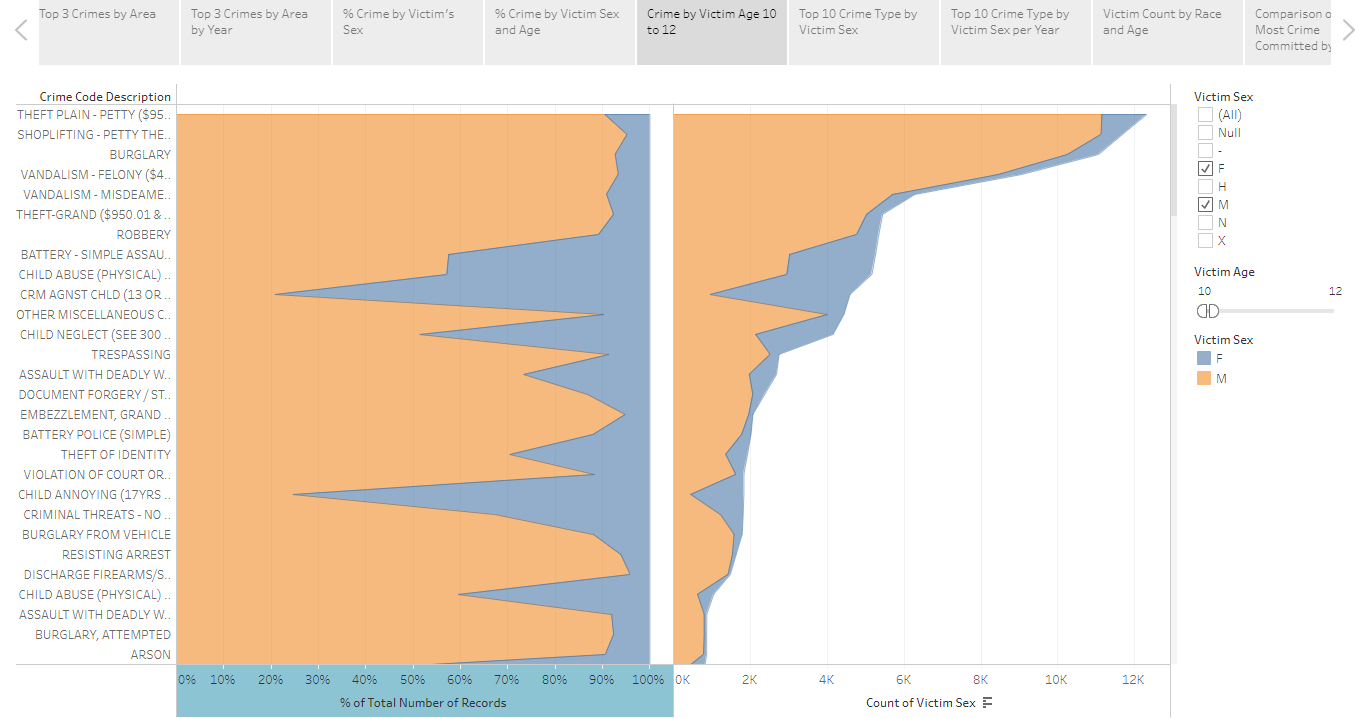 Top 3 Crimes by Area
Top 3 Crimes by Area
by Year
% Crime by Victim's
Sex
% Crime by Victim Sex
and Age
Crime by Victim Age 10
to 12
Top 10 Crime Type by
Victim Sex
Top 10 Crime Type by
Victim Sex per Year
Victim Count by Race
and Age
Comparison o
Most Crime
Committed by
Crime Code Description
THEFT PLAIN - PETTY ($95..
SHOPLIFTING - PETTY THE..
BURGLARY
VANDALISM - FELONY ($4..
VANDALISM - MISDEAME..
THEFT-GRAND ($950.01 & ..
ROBBERY
BATTERY - SIMPLE ASSAU..
CHILD ABUSE (PHYSICAL) ..
CRM AGNST CHLD (13 OR ..
OTHER MISCELLANEOUS C..
CHILD NEGLECT (SEE 300 ..
TRESPASSING
ASSAULT WITH DEADLY W..
DOCUMENT FORGERY / ST..
EMBEZZLEMENT, GRAND ..
BATTERY POLICE (SIMPLE)
THEFT OF IDENTITY
VIOLATION OF COURT OR..
CHILD ANNOYING (17YRS ..
CRIMINAL THREATS - NO ..
BURGLARY FROM VEHICLE
RESISTING ARREST
DISCHARGE FIREARMS/S..
CHILD ABUSE (PHYSICAL) ..
ASSAULT WITH DEADLY W..
BURGLARY, ATTEMPTED
ARSON
0% 10% 20% 30% 40% 50% 60% 70% 80% 90% 100%
% of Total Number of Records
0K 2K 4K 6K 8K 10K 12K
Count of Victim Sex
Victim Sex
(All)
Null
-
F
H
M
N
X
Victim Age
10 12
Victim Sex
F
M